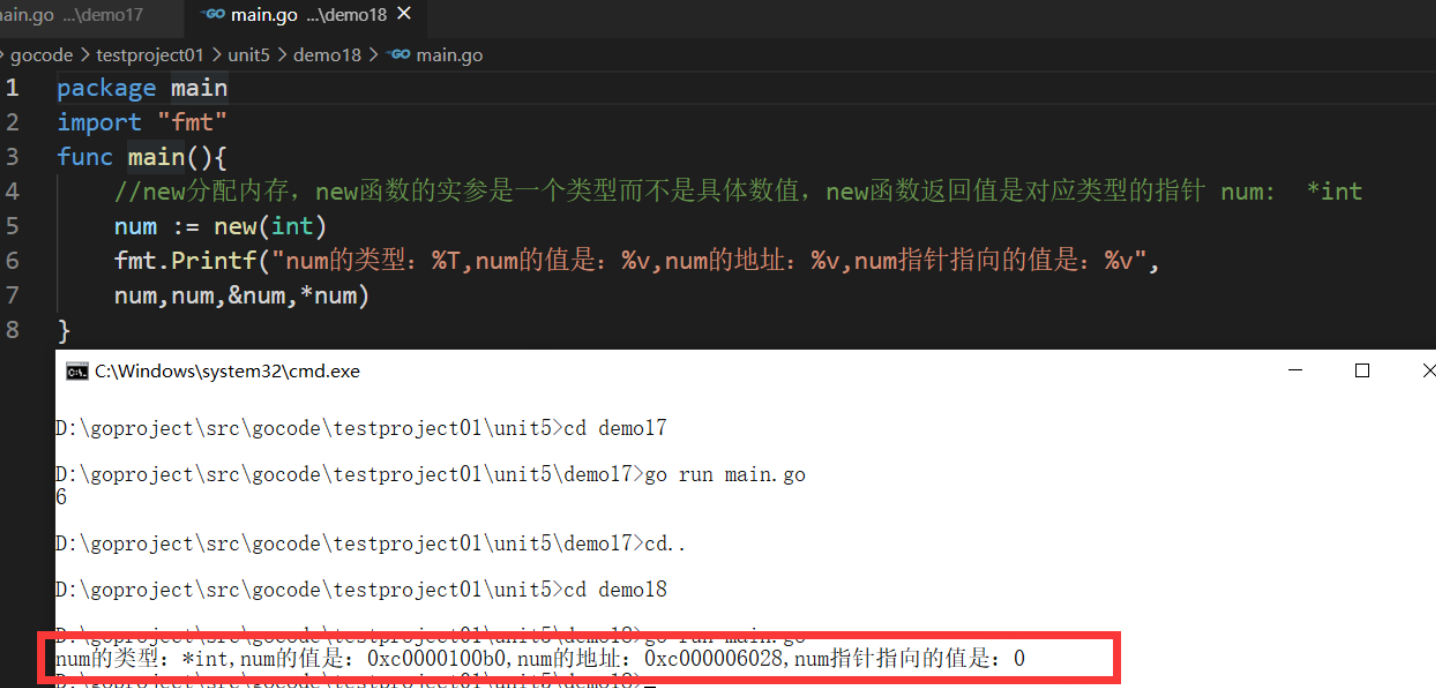 ain.go ...\demo17 GO main.go ...\demo18
gocode > testproject01 > unit5 > demo18 > GO main.go
1 package main
2 import "fmt"
3 func main(){
4 //new分配内存，new函数的实参是一个类型而不是具体数值，new函数返回值是对应类型的指针 num: *int
5 num := new(int)
6 fmt.Printf("num的类型：%T,num的值是：%v,num的地址：%v,num指针指向的值是：%v",
7 num,num,&num,*num)
8 }
C:\Windows\system32\cmd.exe
D:\goproject\src\gocode\testproject01\unit5>cd demo17
D:\goproject\src\gocode\testproject01\unit5\demo17>go run main.go
6
D:\goproject\src\gocode\testproject01\unit5\demo17>cd..
D:\goproject\src\gocode\testproject01\unit5>cd demo18
D:\goproject\src\gocode\testproject01\unit5\demo18>go run main.go
num的类型：*int,num的值是：0xc0000100b0,num的地址：0xc000006028,num指针指向的值是：0
D:\goproject\src\gocode\testproject01\unit5\demo18>